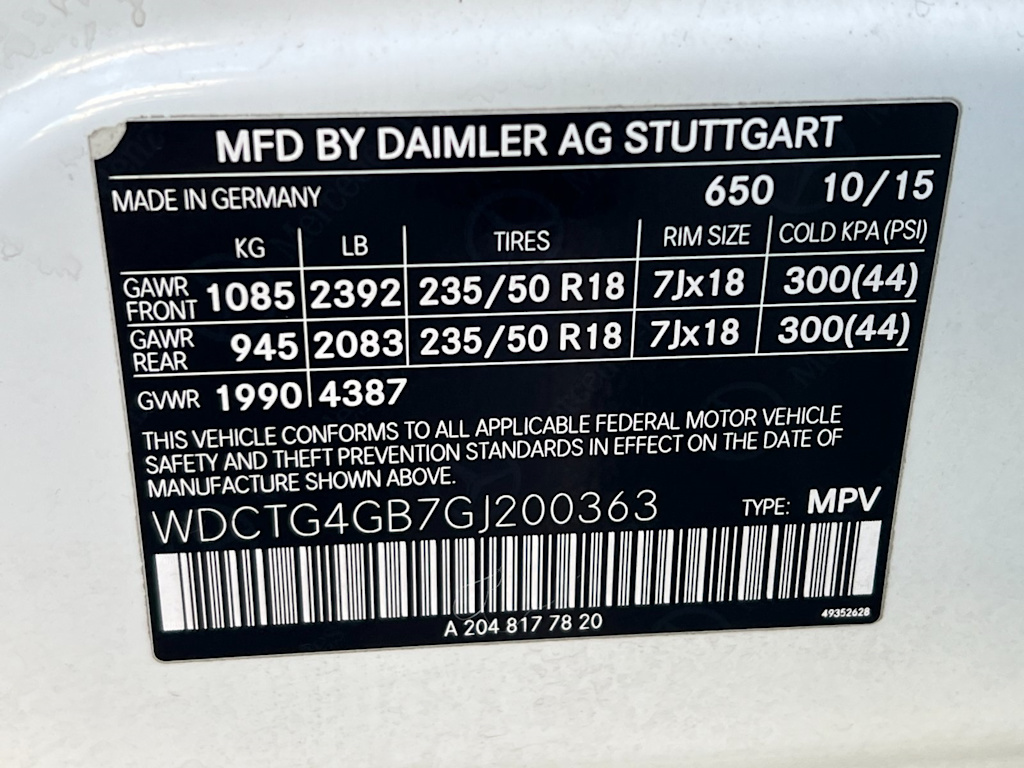 MFD BY DAIMLER AG STUTTGART
MADE IN GERMANY 650 10/15
KG LB TIRES RIM SIZE COLD KPA (PSI)
GAWR FRONT 1085 2392 235/50 R18 7Jx18 300(44)
GAWR REAR 945 2083 235/50 R18 7Jx18 300(44)
GVWR 1990 4387
THIS VEHICLE CONFORMS TO ALL APPLICABLE FEDERAL MOTOR VEHICLE
SAFETY AND THEFT PREVENTION STANDARDS IN EFFECT ON THE DATE OF
MANUFACTURE SHOWN ABOVE.
WDCTG4GB7GJ200363 TYPE: MPV
A 204 817 78 20 49352628